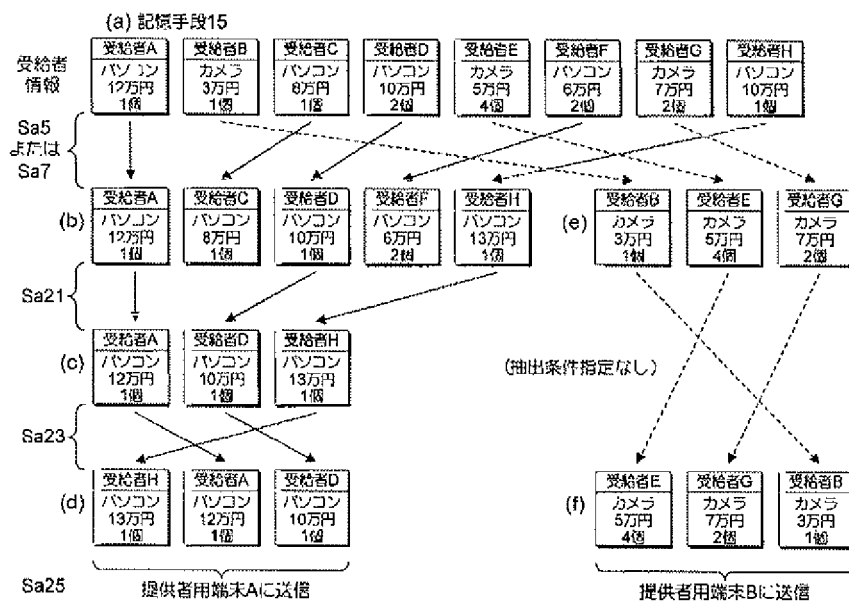 (a) 記憶手段15
受給者情報
受給者A
パソコン
12万円
1個
受給者B
カメラ
3万円
1個
受給者C
パソコン
8万円
1個
受給者D
パソコン
10万円
2個
受給者E
カメラ
5万円
4個
受給者F
パソコン
6万円
2個
受給者G
カメラ
7万円
2個
受給者H
パソコン
10万円
1個
Sa5
または
Sa7
(b)
受給者A
パソコン
12万円
1個
受給者C
パソコン
8万円
1個
受給者D
パソコン
10万円
1個
受給者F
パソコン
6万円
2個
受給者H
パソコン
13万円
1個
(e)
受給者B
カメラ
3万円
1個
受給者E
カメラ
5万円
4個
受給者G
カメラ
7万円
2個
Sa21
(c)
受給者A
パソコン
12万円
1個
受給者D
パソコン
10万円
1個
受給者H
パソコン
13万円
1個
(抽出条件指定なし)
Sa23
(d)
受給者H
パソコン
13万円
1個
受給者A
パソコン
12万円
1個
受給者D
パソコン
10万円
1個
(f)
受給者E
カメラ
5万円
4個
受給者G
カメラ
7万円
2個
受給者B
カメラ
3万円
1個
Sa25
提供者用端末Aに送信
提供者用端末Bに送信